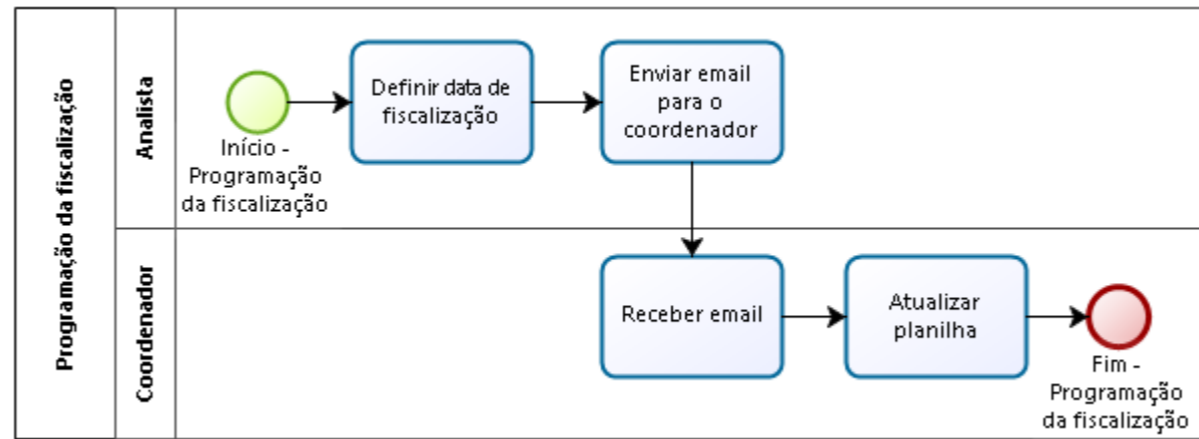 Programação da fiscalização
Analista
Início -
Programação
da fiscalização
Definir data de
fiscalização
Enviar email
para o
coordenador
Coordenador
Receber email
Atualizar
planilha
Fim -
Programação
da fiscalização